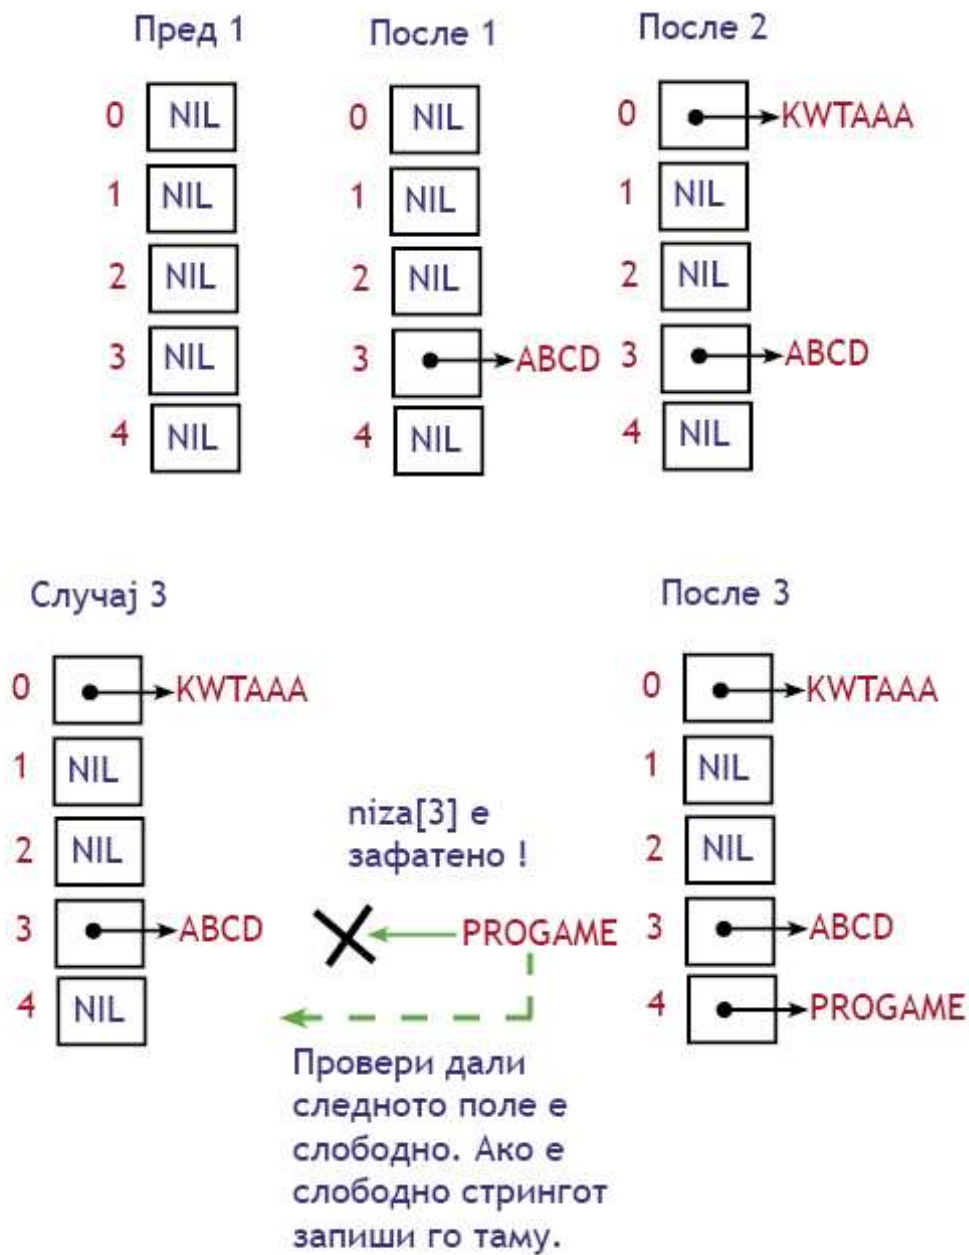 Пред 1
После 1
После 2
0 NIL
1 NIL
2 NIL
3 NIL
4 NIL
0 NIL
1 NIL
2 NIL
3 ABCD
4 NIL
0 KWTAAA
1 NIL
2 NIL
3 ABCD
4 NIL
Случај 3
0 KWTAAA
1 NIL
2 NIL
3 ABCD
4 NIL
niza[3] е
зафатено !
PROGAME
Провери дали
следното поле е
слободно. Ако е
слободно стрингот
запиши го таму.
После 3
0 KWTAAA
1 NIL
2 NIL
3 ABCD
4 PROGAME